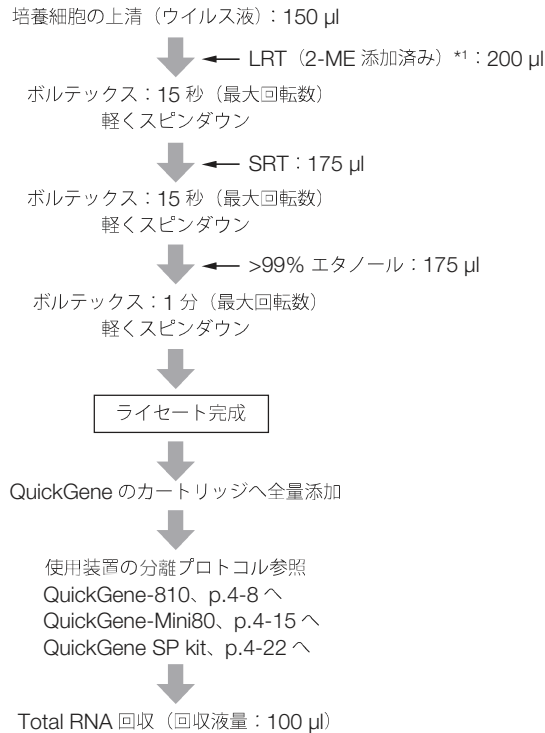 培養細胞の上清（ウイルス液）：150 µl
LRT（2-ME 添加済み）*1：200 µl
ボルテックス：15 秒（最大回転数）
軽くスピンダウン
SRT：175 µl
ボルテックス：15 秒（最大回転数）
軽くスピンダウン
>99% エタノール：175 µl
ボルテックス：1 分（最大回転数）
軽くスピンダウン
ライセート完成
QuickGene のカートリッジへ全量添加
使用装置の分離プロトコル参照
QuickGene-810、p.4-8 へ
QuickGene-Mini80、p.4-15 へ
QuickGene SP kit、p.4-22 へ
Total RNA 回収（回収液量：100 µl）